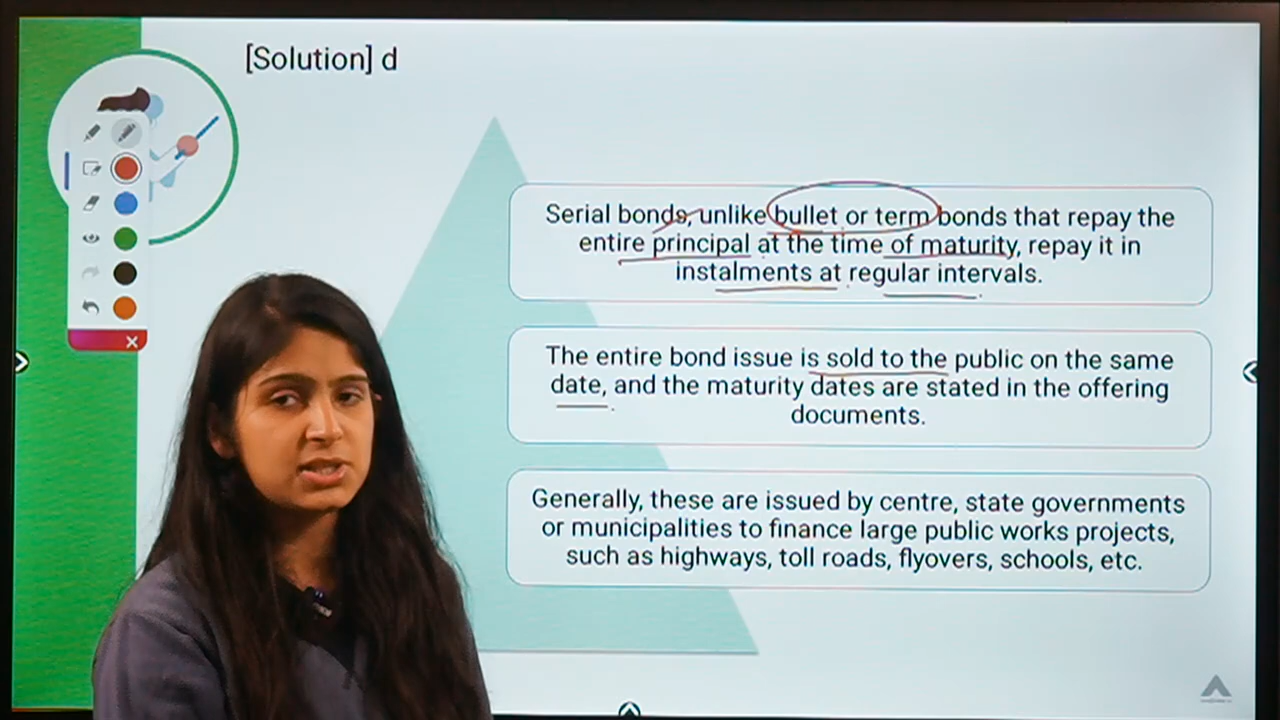 [Solution] d
Serial bonds, unlike bullet or term bonds that repay the
entire principal at the time of maturity, repay it in
instalments at regular intervals.
The entire bond issue is sold to the public on the same
date, and the maturity dates are stated in the offering
documents.
Generally, these are issued by centre, state governments
or municipalities to finance large public works projects,
such as highways, toll roads, flyovers, schools, etc.